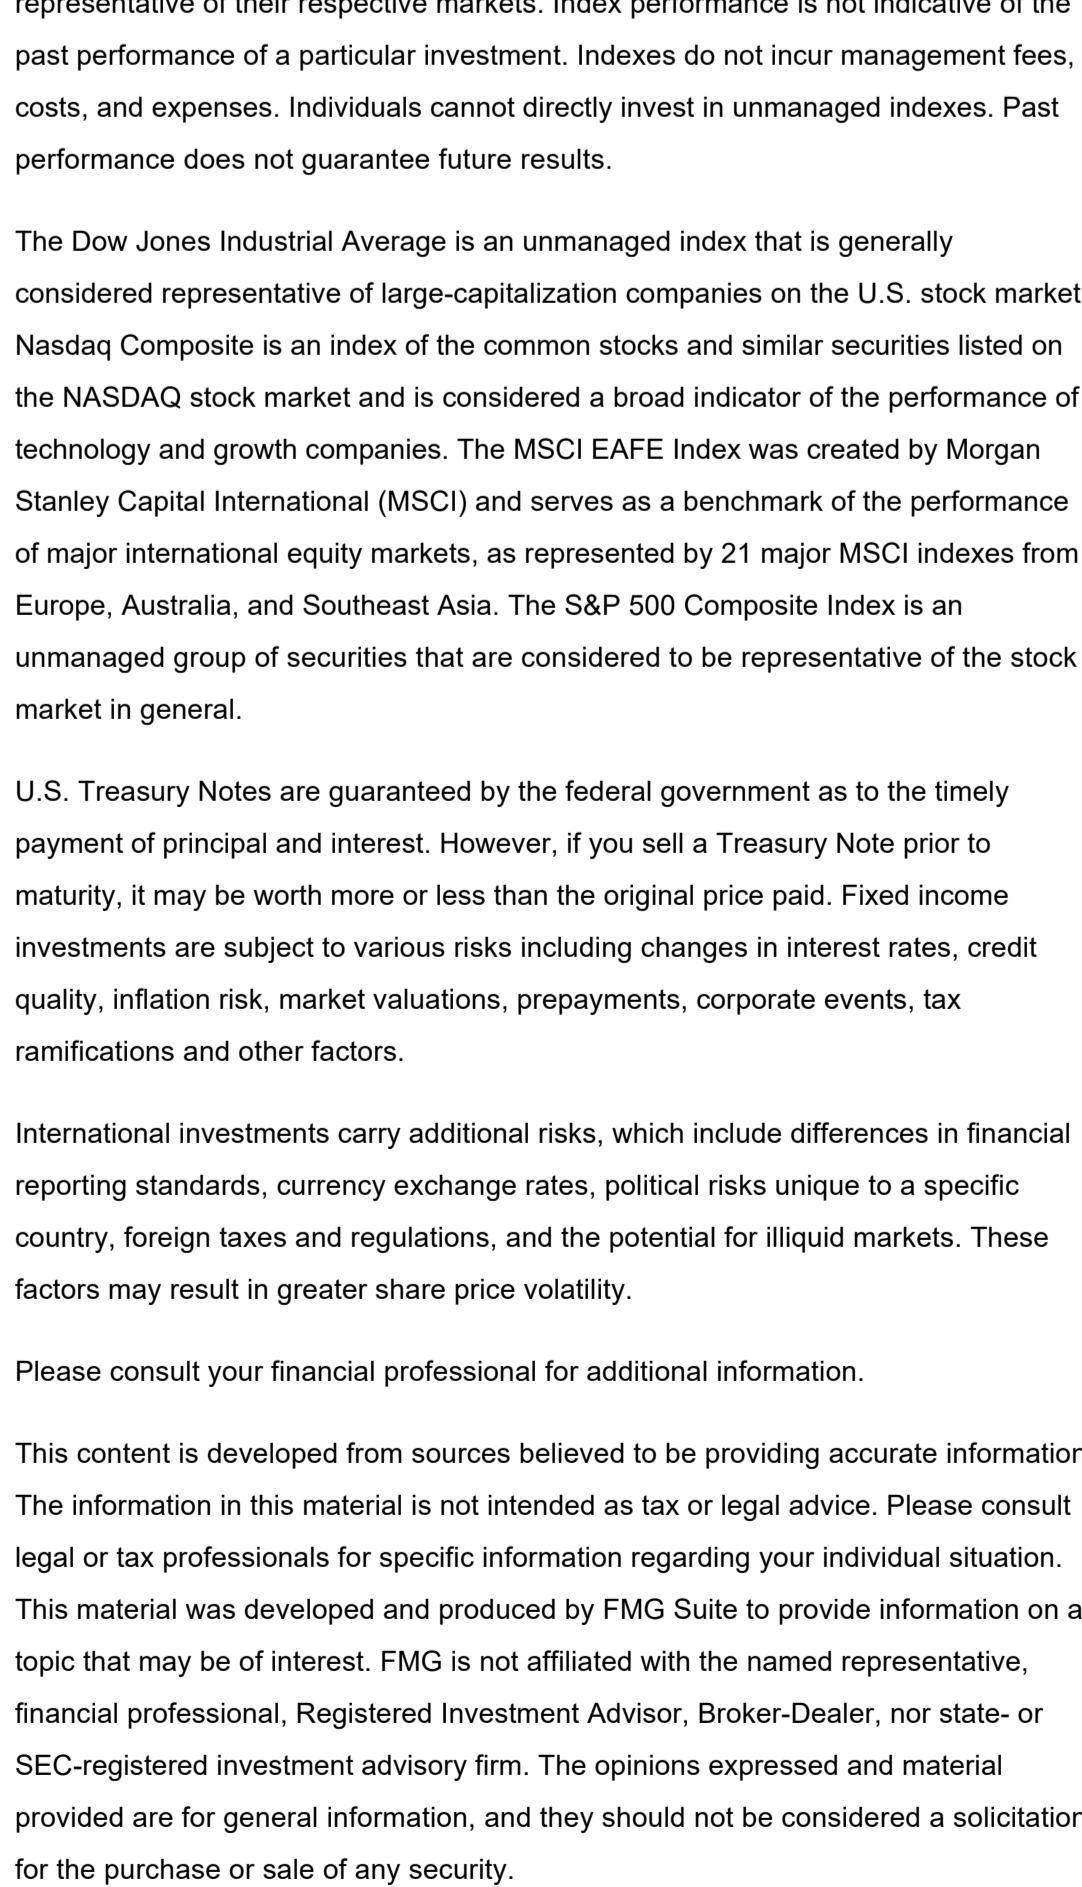 representative of their respective markets. Index performance is not indicative of the
past performance of a particular investment. Indexes do not incur management fees,
costs, and expenses. Individuals cannot directly invest in unmanaged indexes. Past
performance does not guarantee future results.
The Dow Jones Industrial Average is an unmanaged index that is generally
considered representative of large-capitalization companies on the U.S. stock market
Nasdaq Composite is an index of the common stocks and similar securities listed on
the NASDAQ stock market and is considered a broad indicator of the performance of
technology and growth companies. The MSCI EAFE Index was created by Morgan
Stanley Capital International (MSCI) and serves as a benchmark of the performance
of major international equity markets, as represented by 21 major MSCI indexes from
Europe, Australia, and Southeast Asia. The S&P 500 Composite Index is an
unmanaged group of securities that are considered to be representative of the stock
market in general.
U.S. Treasury Notes are guaranteed by the federal government as to the timely
payment of principal and interest. However, if you sell a Treasury Note prior to
maturity, it may be worth more or less than the original price paid. Fixed income
investments are subject to various risks including changes in interest rates, credit
quality, inflation risk, market valuations, prepayments, corporate events, tax
ramifications and other factors.
International investments carry additional risks, which include differences in financial
reporting standards, currency exchange rates, political risks unique to a specific
country, foreign taxes and regulations, and the potential for illiquid markets. These
factors may result in greater share price volatility.
Please consult your financial professional for additional information.
This content is developed from sources believed to be providing accurate information
The information in this material is not intended as tax or legal advice. Please consult
legal or tax professionals for specific information regarding your individual situation.
This material was developed and produced by FMG Suite to provide information on a
topic that may be of interest. FMG is not affiliated with the named representative,
financial professional, Registered Investment Advisor, Broker-Dealer, nor state- or
SEC-registered investment advisory firm. The opinions expressed and material
provided are for general information, and they should not be considered a solicitation
for the purchase or sale of any security.